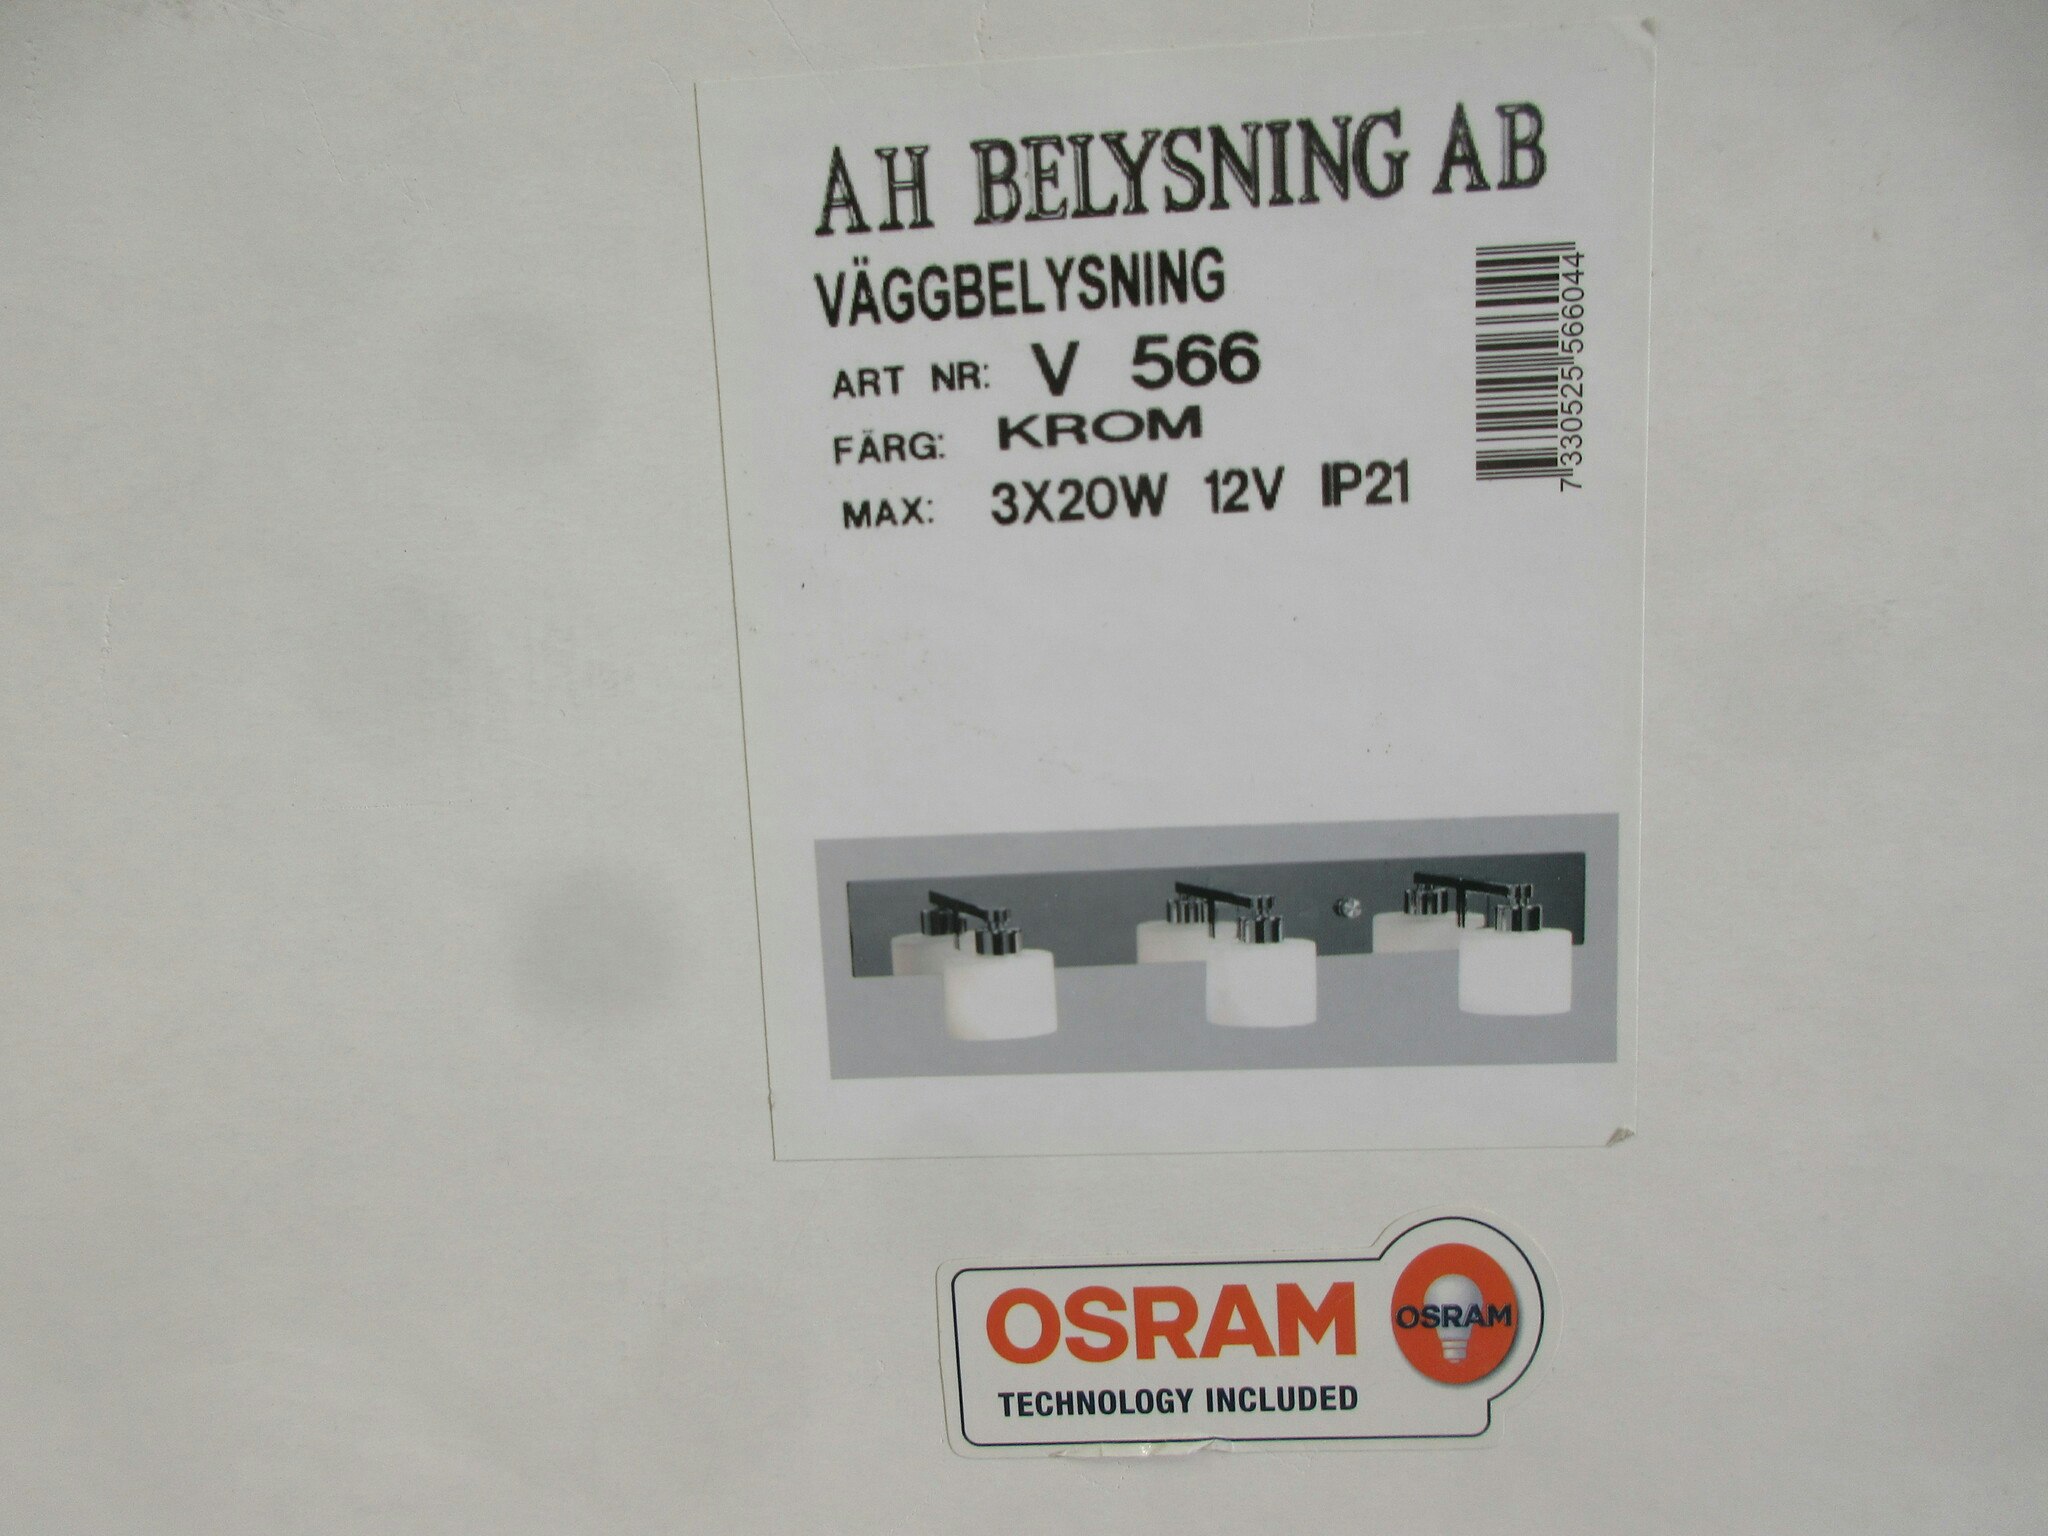 AH BELYSNING AB
VÄGGBELYSNING
ART NR: V 566
FÄRG: KROM
MAX: 3X20W 12V IP21
7330525566044
OSRAM
OSRAM
TECHNOLOGY INCLUDED